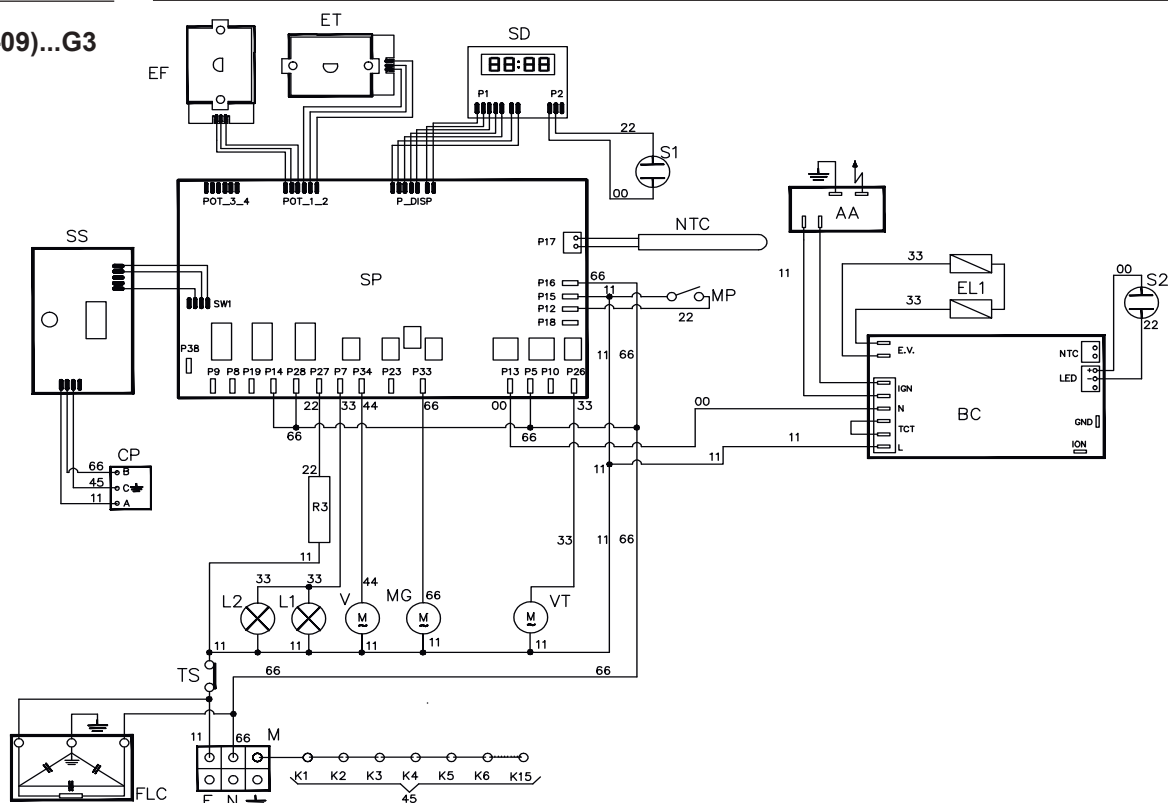 09)...G3
EF
ET
SD
88:88
P1
P2
22
S1
00
POT_3_4
POT_1_2
P_DISP
SS
SW1
SP
P17
NTC
P16
66
P15
11
P12
MP
22
P18
AA
11
33
EL1
33
00
S2
22
E.V.
NTC
LED
+
-
IGN
N
TCT
L
BC
GND
ION
P38
P9
P8
P19
P14
P28
P27
P7
P34
P23
P33
P13
P5
P10
P26
22
33
44
66
00
33
66
66
11
66
00
11
11
CP
66
B
45
C
11
A
22
R3
11
33
11
66
33
33
44
66
L2
L1
V
MG
VT
M
~
M
~
M
~
11
11
11
11
11
TS
66
66
11
66
M
K1
K2
K3
K4
K5
K6
K15
45
FLC
F
N